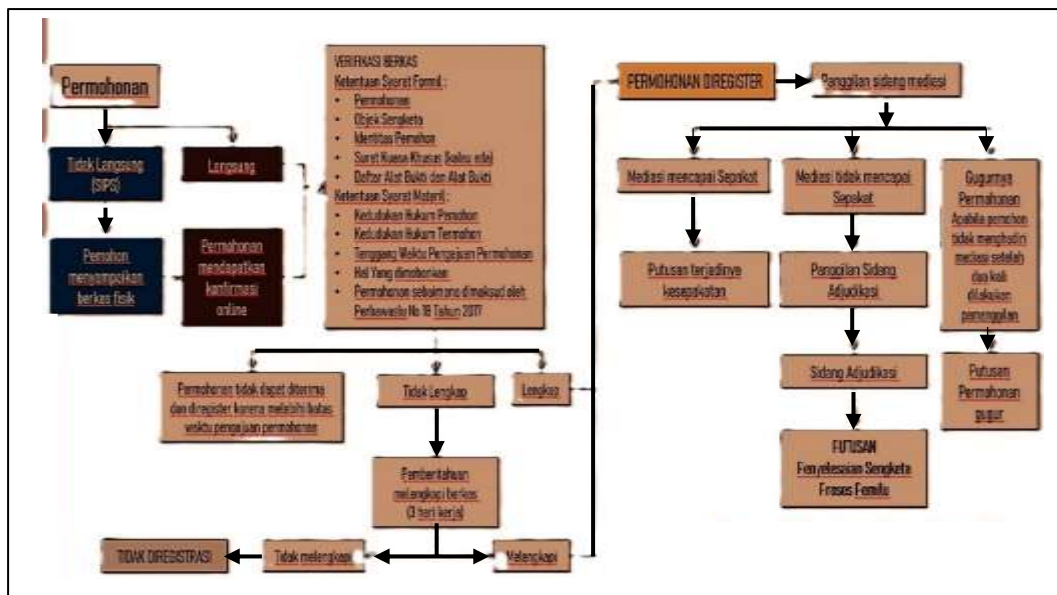 Permohonan
Tidak Langsung
(SIPS)
Langsung
Pemohon
menyampaikan
berkas fisik
Permohonan
mendapatkan
konfirmasi
online
VERIFIKASI BERKAS
Ketentuan Syarat Formil :
• Permohonan
• Objek Sengketa
• Identitas Pemohon
• Surat Kuasa Khusus (kalau ada)
• Daftar Alat Bukti dan Alat Bukti
Ketentuan Syarat Materil :
• Kedudukan Hukum Pemohon
• Kedudukan Hukum Termohon
• Tenggang Waktu Pengajuan Permohonan
• Hal Yang dimohonkan
• Permohonan sebaimana dimaksud oleh
Perbawaslu No 18 Tahun 2017
Permohonan tidak dapat diterima
dan diregister karena melebihi batas
waktu pengajuan permohonan
Tidak Lengkap
Lengkap
Pemberitahuan
melengkapi berkas
(3 hari kerja)
TIDAK DIREGISTRASI
Tidak melengkapi
Melengkapi
PERMOHONAN DIREGISTER
Panggilan sidang mediasi
Mediasi mencapai Sepakat
Putusan terjadinya
kesepakatan
Mediasi tidak mencapai
Sepakat
Panggilan Sidang
Adjudikasi
Sidang Adjudikasi
PUTUSAN
Penyelesaian Sengketa
Proses Pemilu
Gugurnya
Permohonan
Apabila pemohon
tidak menghadiri
mediasi setelah
dua kali
dilakukan
pemanggilan
Putusan
Permohonan
gugur